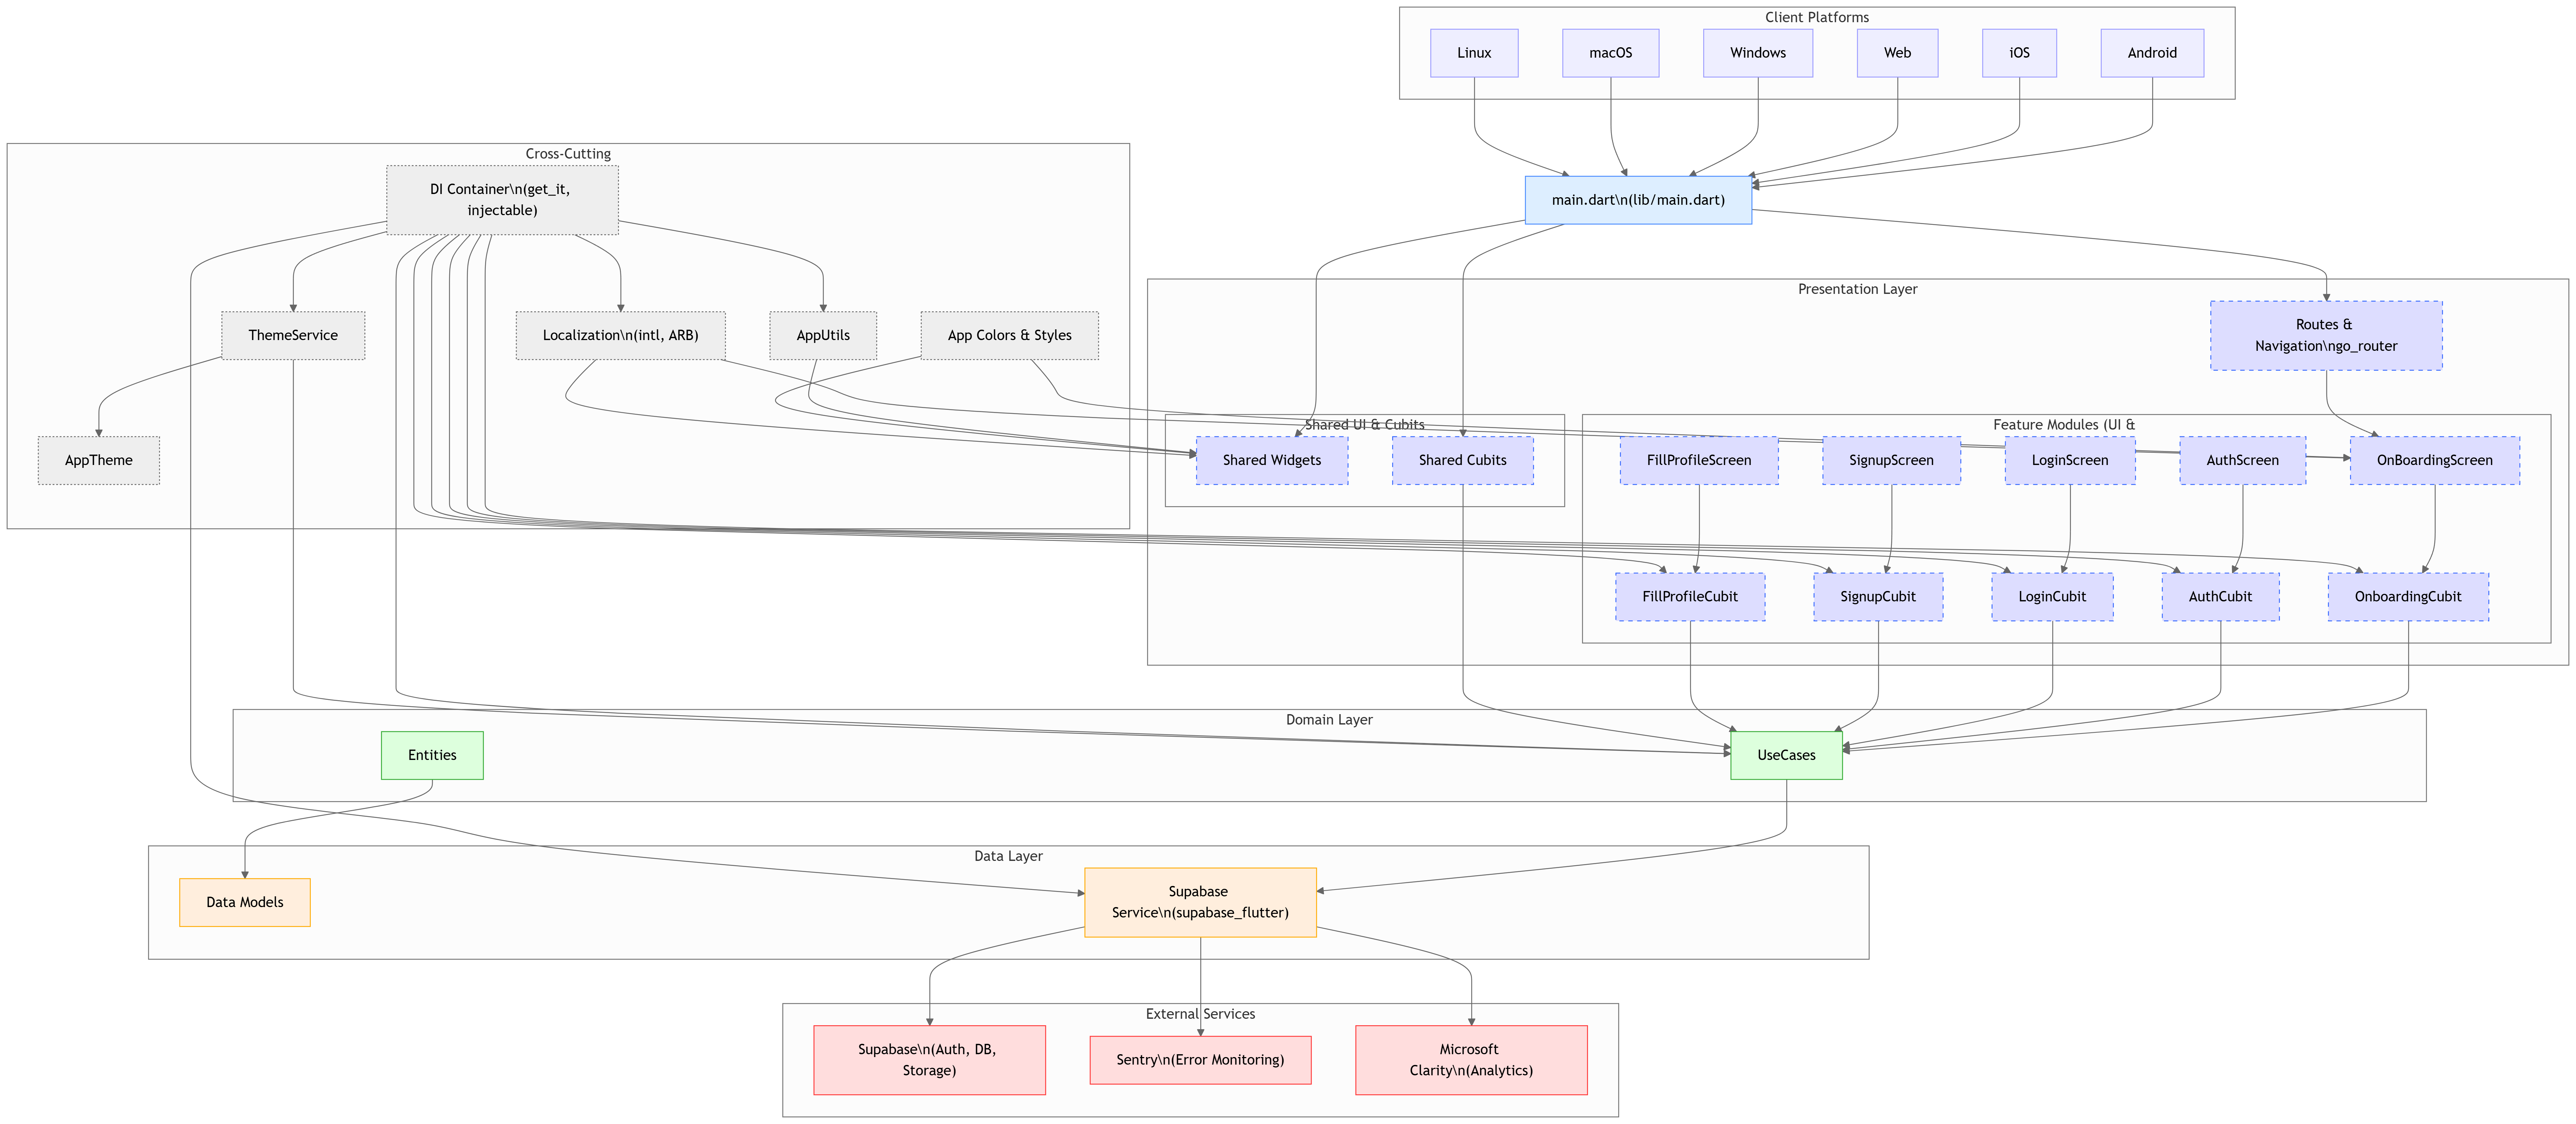 Client Platforms
Linux
macOS
Windows
Web
iOS
Android
Cross-Cutting
DI Container\n(get_it,
injectable)
main.dart\n(lib/main.dart)
Presentation Layer
ThemeService
Localization\n(intl, ARB)
AppUtils
App Colors & Styles
Routes &
Navigation\ngo_router
Shared UI & Cubits
Feature Modules (UI &
AppTheme
Shared Widgets
Shared Cubits
FillProfileScreen
SignupScreen
LoginScreen
AuthScreen
OnBoardingScreen
FillProfileCubit
SignupCubit
LoginCubit
AuthCubit
OnboardingCubit
Domain Layer
Entities
UseCases
Data Layer
Data Models
Supabase
Service\n(supabase_flutter)
External Services
Supabase\n(Auth, DB,
Storage)
Sentry\n(Error Monitoring)
Microsoft
Clarity\n(Analytics)